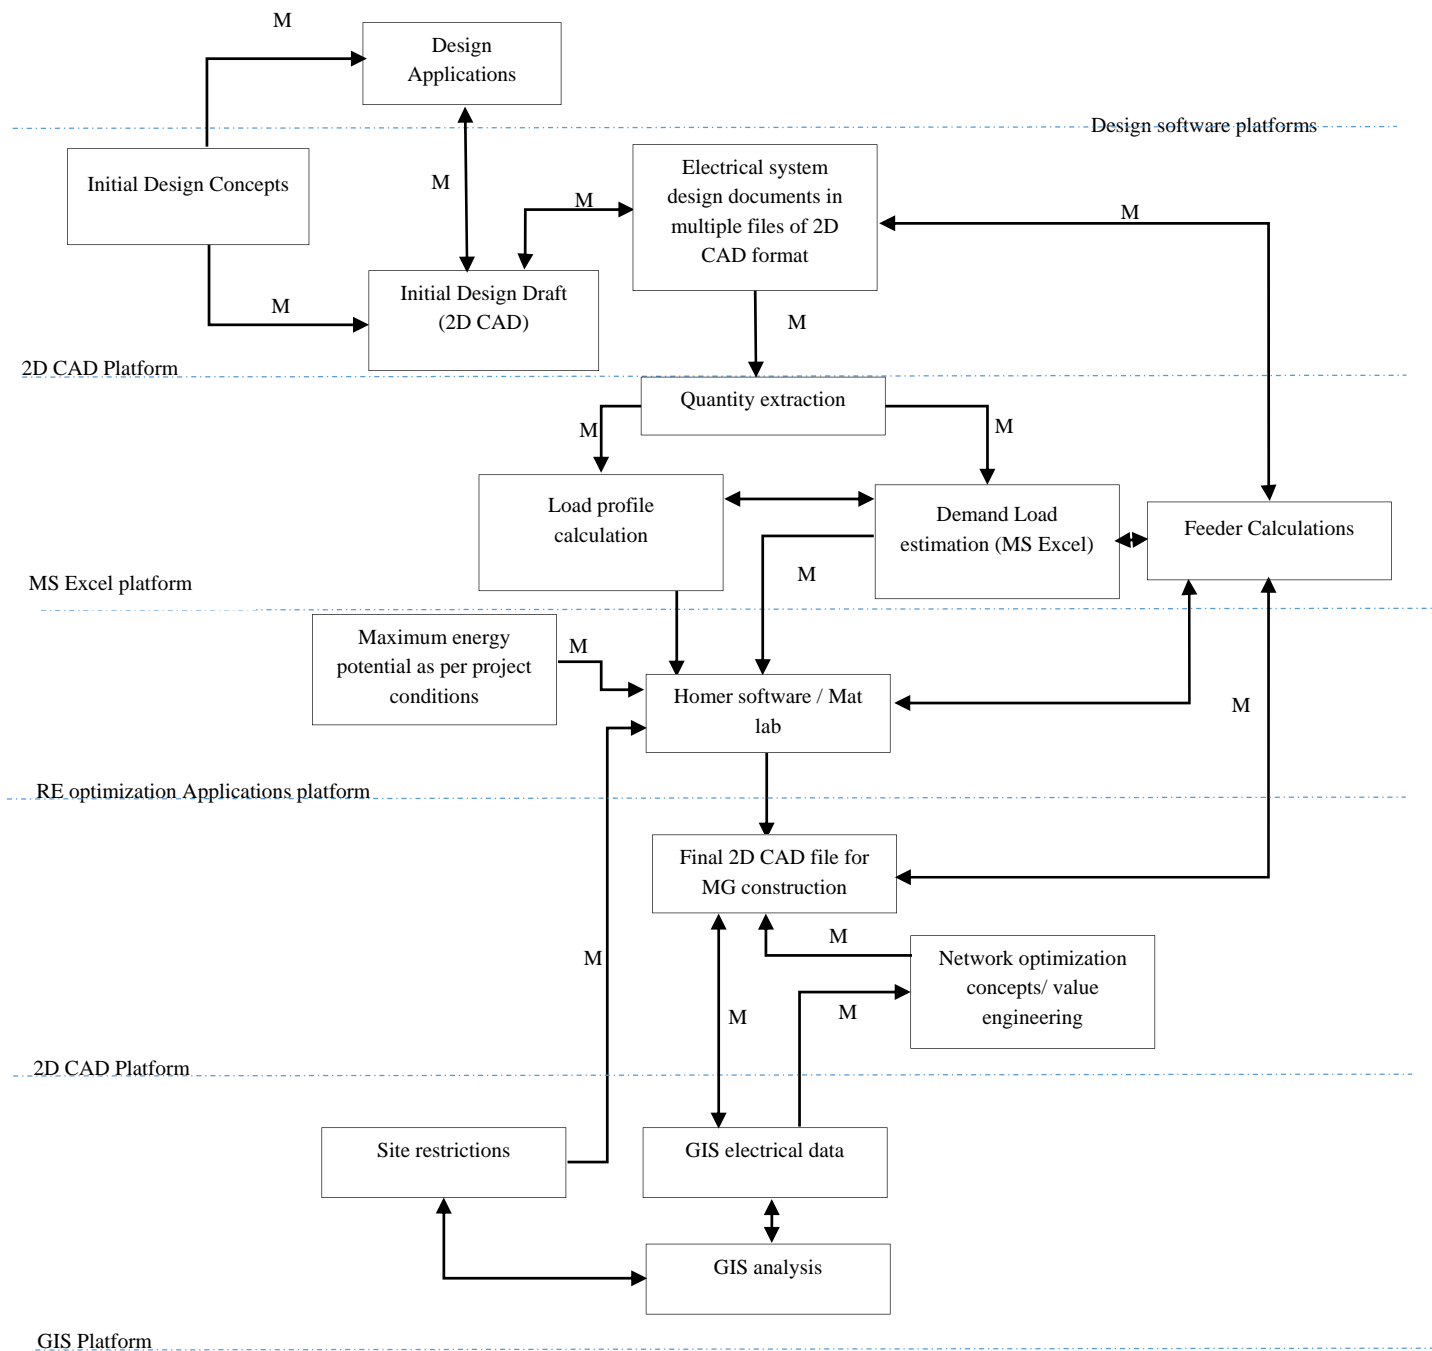 M
Design
Applications
Design software platforms
Initial Design Concepts
M
M
Electrical system
design documents in
multiple files of 2D
CAD format
M
M
Initial Design Draft
(2D CAD)
M
2D CAD Platform
Quantity extraction
M
M
Load profile
calculation
Demand Load
estimation (MS Excel)
Feeder Calculations
M
MS Excel platform
Maximum energy
potential as per project
conditions
M
Homer software / Mat
lab
M
RE optimization Applications platform
Final 2D CAD file for
MG construction
M
M
Network optimization
concepts/ value
engineering
M
M
2D CAD Platform
Site restrictions
GIS electrical data
GIS analysis
GIS Platform